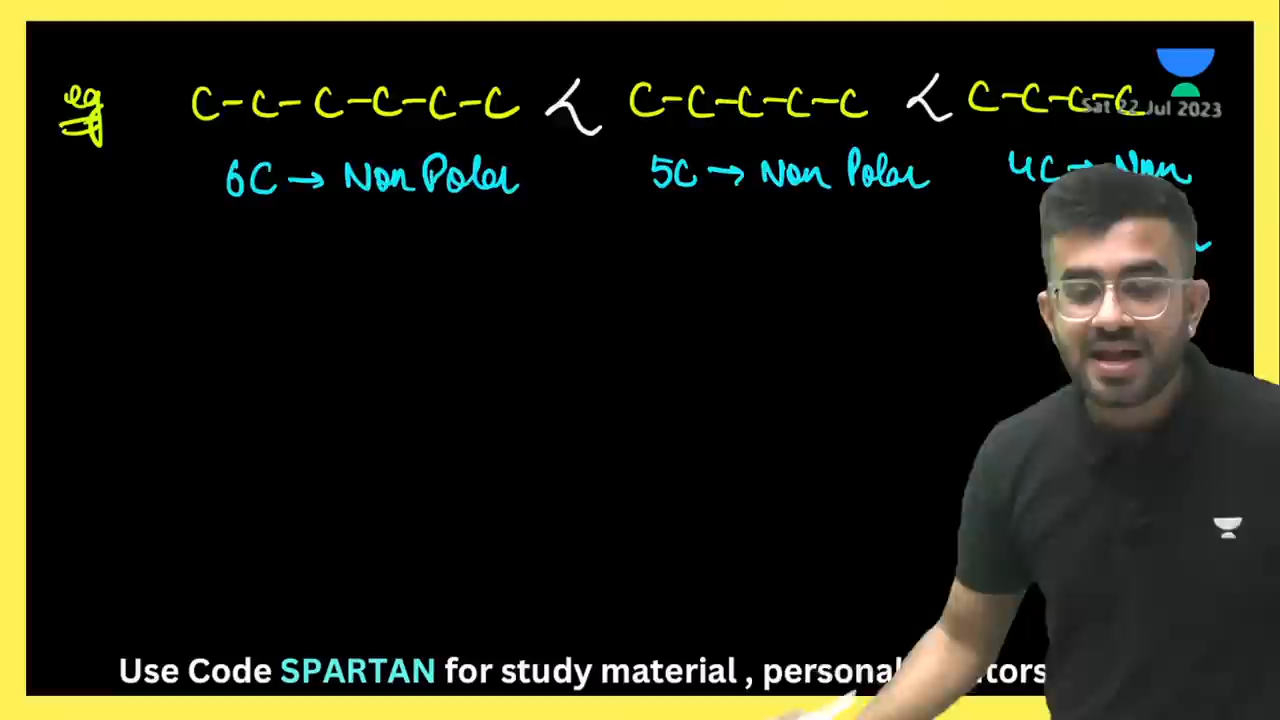 eg C-C-C-C-C-C < C-C-C-C-C < C-C-C-C
Sat 22 Jul 2023
6C → Non Polar 5C → Non Polar 4C → Non
Use Code SPARTAN for study material , personal